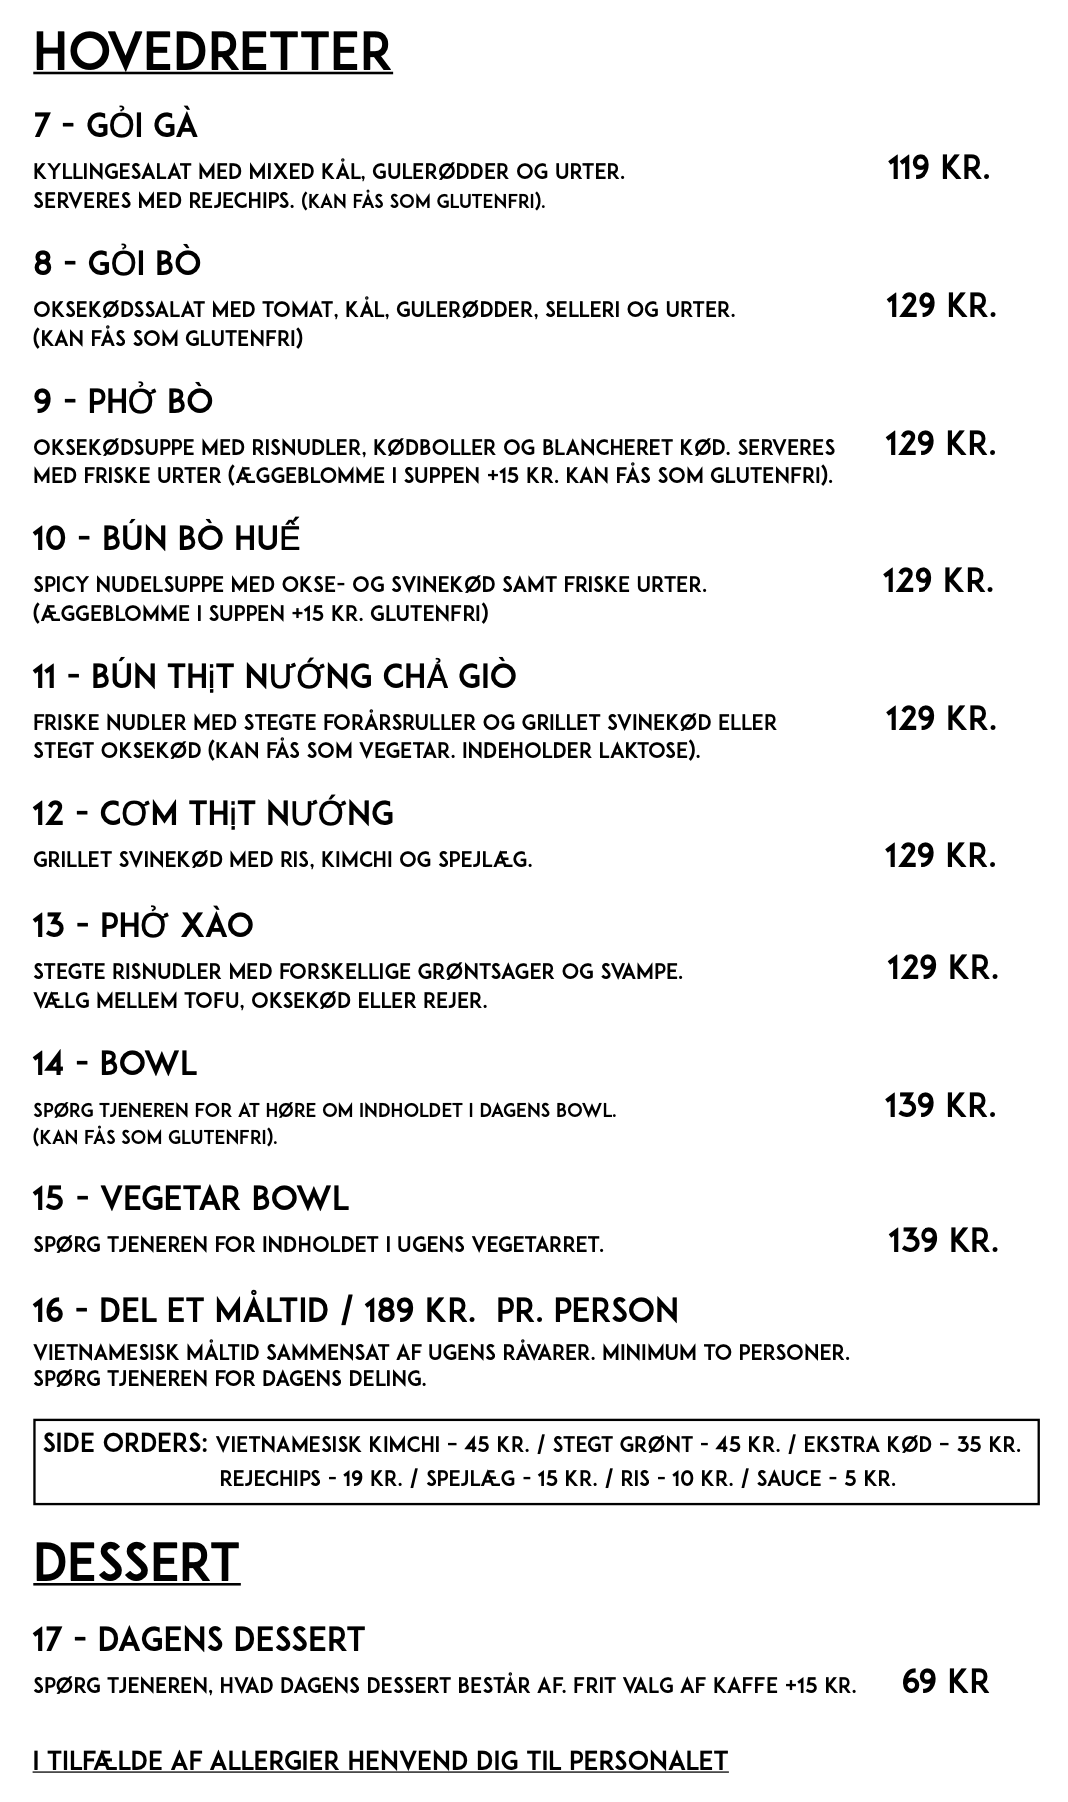 HOVEDRETTER
7 - GỎI GÀ
KYLLINGESALAT MED MIXED KÅL, GULERØDDER OG URTER.
119 KR.
SERVERES MED REJECHIPS. (KAN FÅS SOM GLUTENFRI).
8 - GỎI BÒ
OKSEKØDSSALAT MED TOMAT, KÅL, GULERØDDER, SELLERI OG URTER.
129 KR.
(KAN FÅS SOM GLUTENFRI)
9 - PHỞ BÒ
OKSEKØDSUPPE MED RISNUDLER, KØDBOLLER OG BLANCHERET KØD. SERVERES
129 KR.
MED FRISKE URTER (ÆGGEBLOMME I SUPPEN +15 KR. KAN FÅS SOM GLUTENFRI).
10 - BÚN BÒ HUẾ
SPICY NUDELSUPPE MED OKSE- OG SVINEKØD SAMT FRISKE URTER.
129 KR.
(ÆGGEBLOMME I SUPPEN +15 KR. GLUTENFRI)
11 - BÚN THỊT NƯỚNG CHẢ GIÒ
FRISKE NUDLER MED STEGTE FORÅRSRULLER OG GRILLET SVINEKØD ELLER
129 KR.
STEGT OKSEKØD (KAN FÅS SOM VEGETAR. INDEHOLDER LAKTOSE).
12 - CƠM THỊT NƯỚNG
GRILLET SVINEKØD MED RIS, KIMCHI OG SPEJLÆG.
129 KR.
13 - PHỞ XÀO
STEGTE RISNUDLER MED FORSKELLIGE GRØNTSAGER OG SVAMPE.
129 KR.
VÆLG MELLEM TOFU, OKSEKØD ELLER REJER.
14 - BOWL
SPØRG TJENEREN FOR AT HØRE OM INDHOLDET I DAGENS BOWL.
139 KR.
(KAN FÅS SOM GLUTENFRI).
15 - VEGETAR BOWL
SPØRG TJENEREN FOR INDHOLDET I UGENS VEGETARRET.
139 KR.
16 - DEL ET MÅLTID / 189 KR. PR. PERSON
VIETNAMESISK MÅLTID SAMMENSAT AF UGENS RÅVARER. MINIMUM TO PERSONER.
SPØRG TJENEREN FOR DAGENS DELING.
SIDE ORDERS: VIETNAMESISK KIMCHI – 45 KR. / STEGT GRØNT - 45 KR. / EKSTRA KØD – 35 KR.
REJECHIPS - 19 KR. / SPEJLÆG - 15 KR. / RIS - 10 KR. / SAUCE - 5 KR.
DESSERT
17 - DAGENS DESSERT
SPØRG TJENEREN, HVAD DAGENS DESSERT BESTÅR AF. FRIT VALG AF KAFFE +15 KR.
69 KR
I TILFÆLDE AF ALLERGIER HENVEND DIG TIL PERSONALET